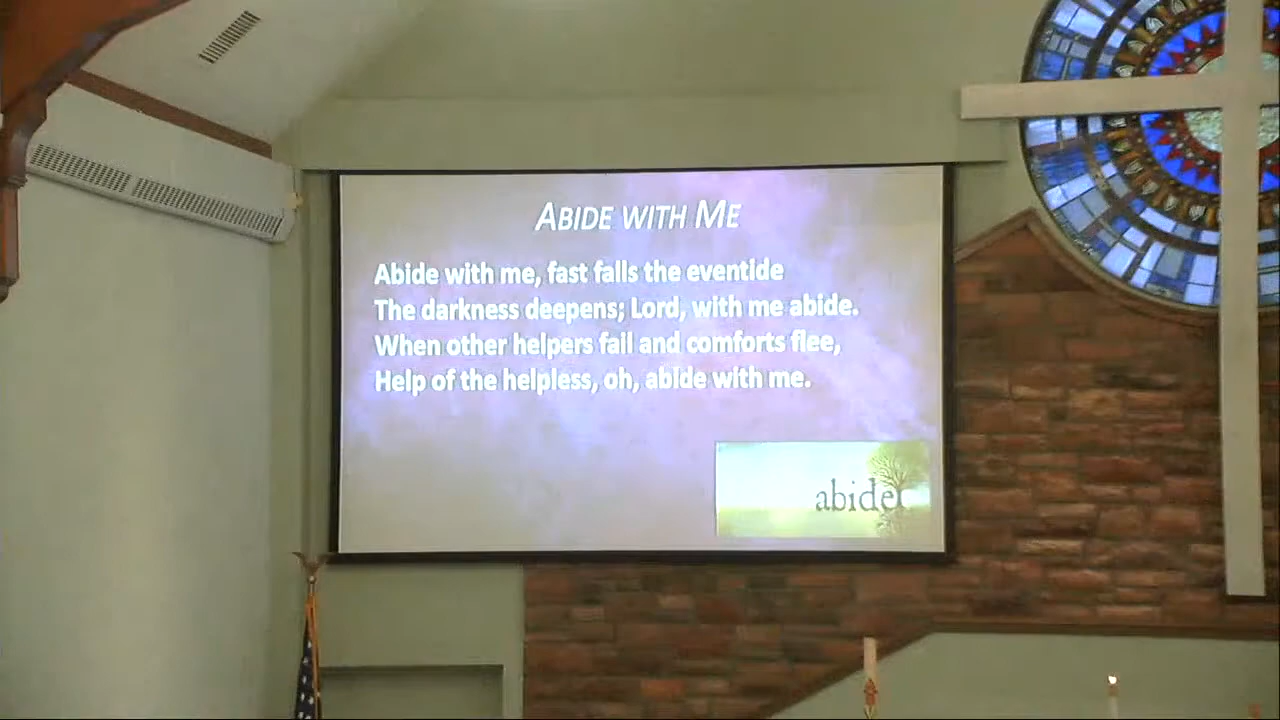 ABIDE WITH ME
Abide with me, fast falls the eventide
The darkness deepens; Lord, with me abide.
When other helpers fail and comforts flee,
Help of the helpless, oh, abide with me.
abide